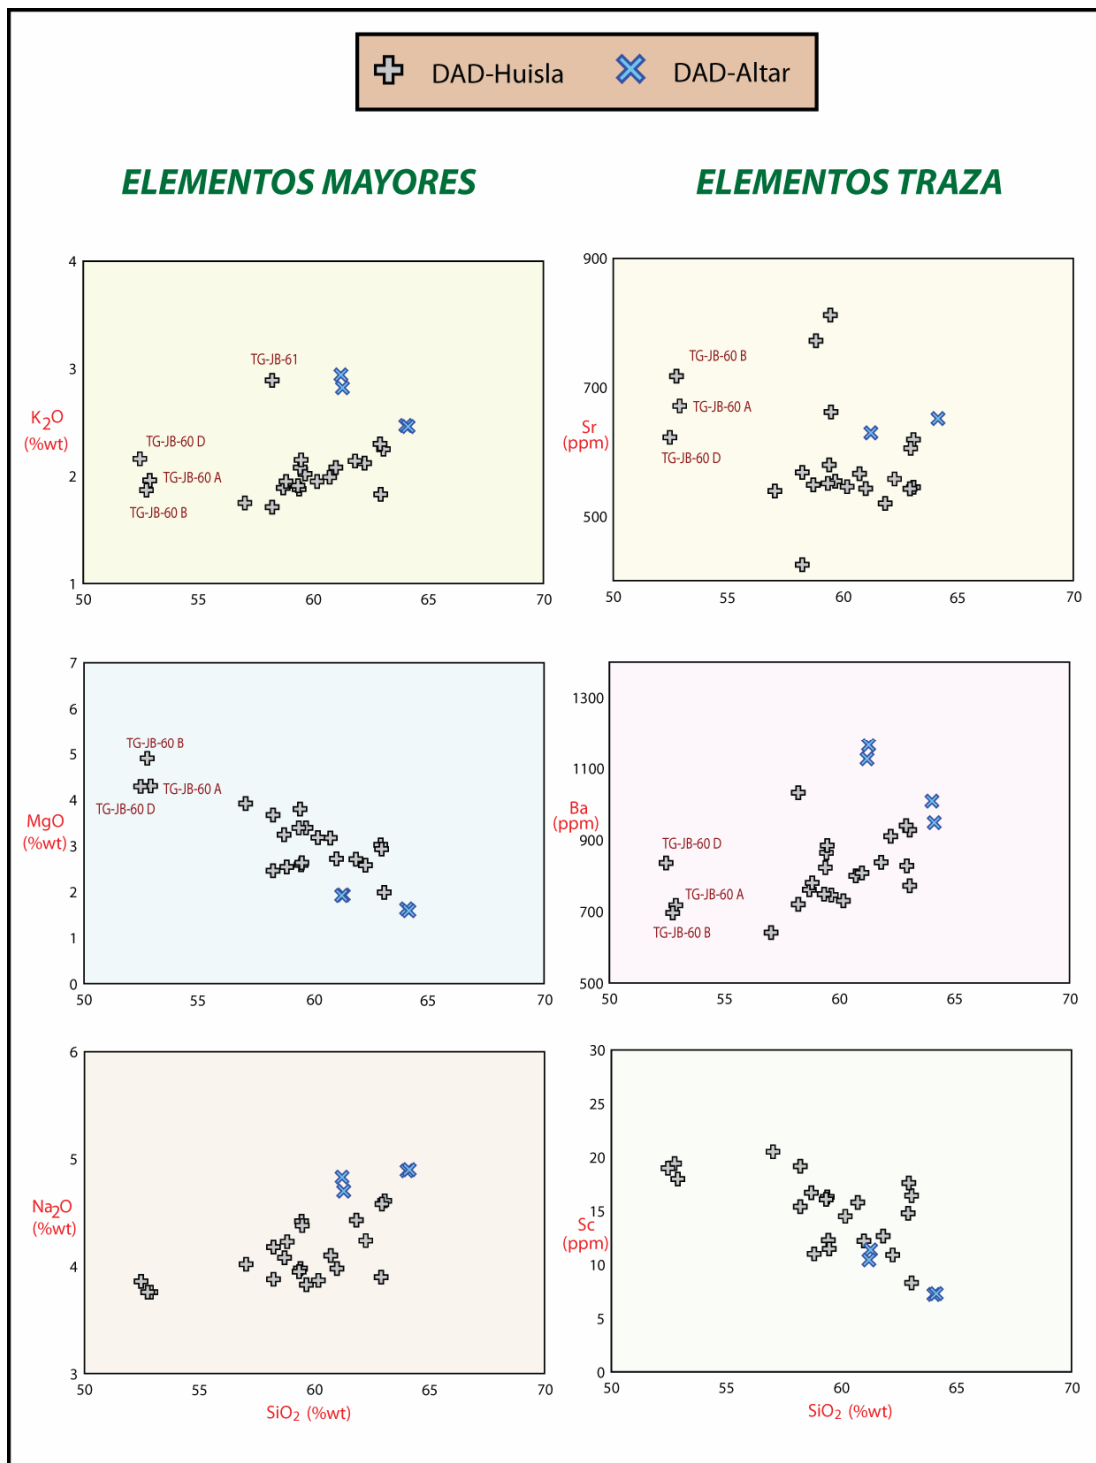 DAD-Huisla DAD-Altar
ELEMENTOS MAYORES
ELEMENTOS TRAZA
4
3
2
1
K2O
(%wt)
TG-JB-61
TG-JB-60 D
TG-JB-60 A
TG-JB-60 B
50 55 60 65 70
900
700
500
Sr
(ppm)
TG-JB-60 B
TG-JB-60 A
TG-JB-60 D
50 55 60 65 70
7
6
5
4
3
2
1
0
MgO
(%wt)
TG-JB-60 B
TG-JB-60 A
TG-JB-60 D
50 55 60 65 70
1300
1100
900
700
500
Ba
(ppm)
TG-JB-60 D
TG-JB-60 A
TG-JB-60 B
50 55 60 65 70
6
5
4
3
Na2O
(%wt)
50 55 60 65 70
SiO2 (%wt)
30
25
20
15
10
5
0
Sc
(ppm)
50 55 60 65 70
SiO2 (%wt)